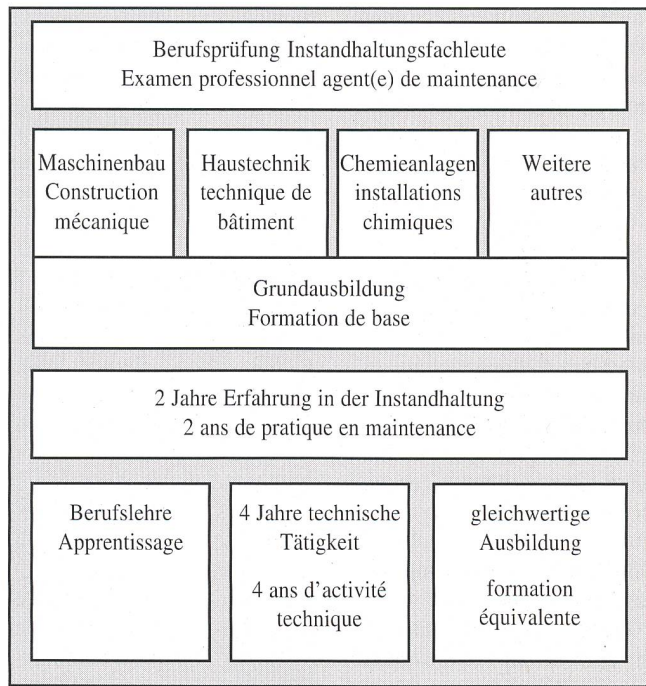 Berufsprüfung Instandhaltungsfachleute
Examen professionnel agent(e) de maintenance
Maschinenbau
Construction
mécanique
Haustechnik
technique de
bâtiment
Chemieanlagen
installations
chimiques
Weitere
autres
Grundausbildung
Formation de base
2 Jahre Erfahrung in der Instandhaltung
2 ans de pratique en maintenance
Berufslehre
Apprentissage
4 Jahre technische
Tätigkeit
4 ans d'activité
technique
gleichwertige
Ausbildung
formation
équivalente